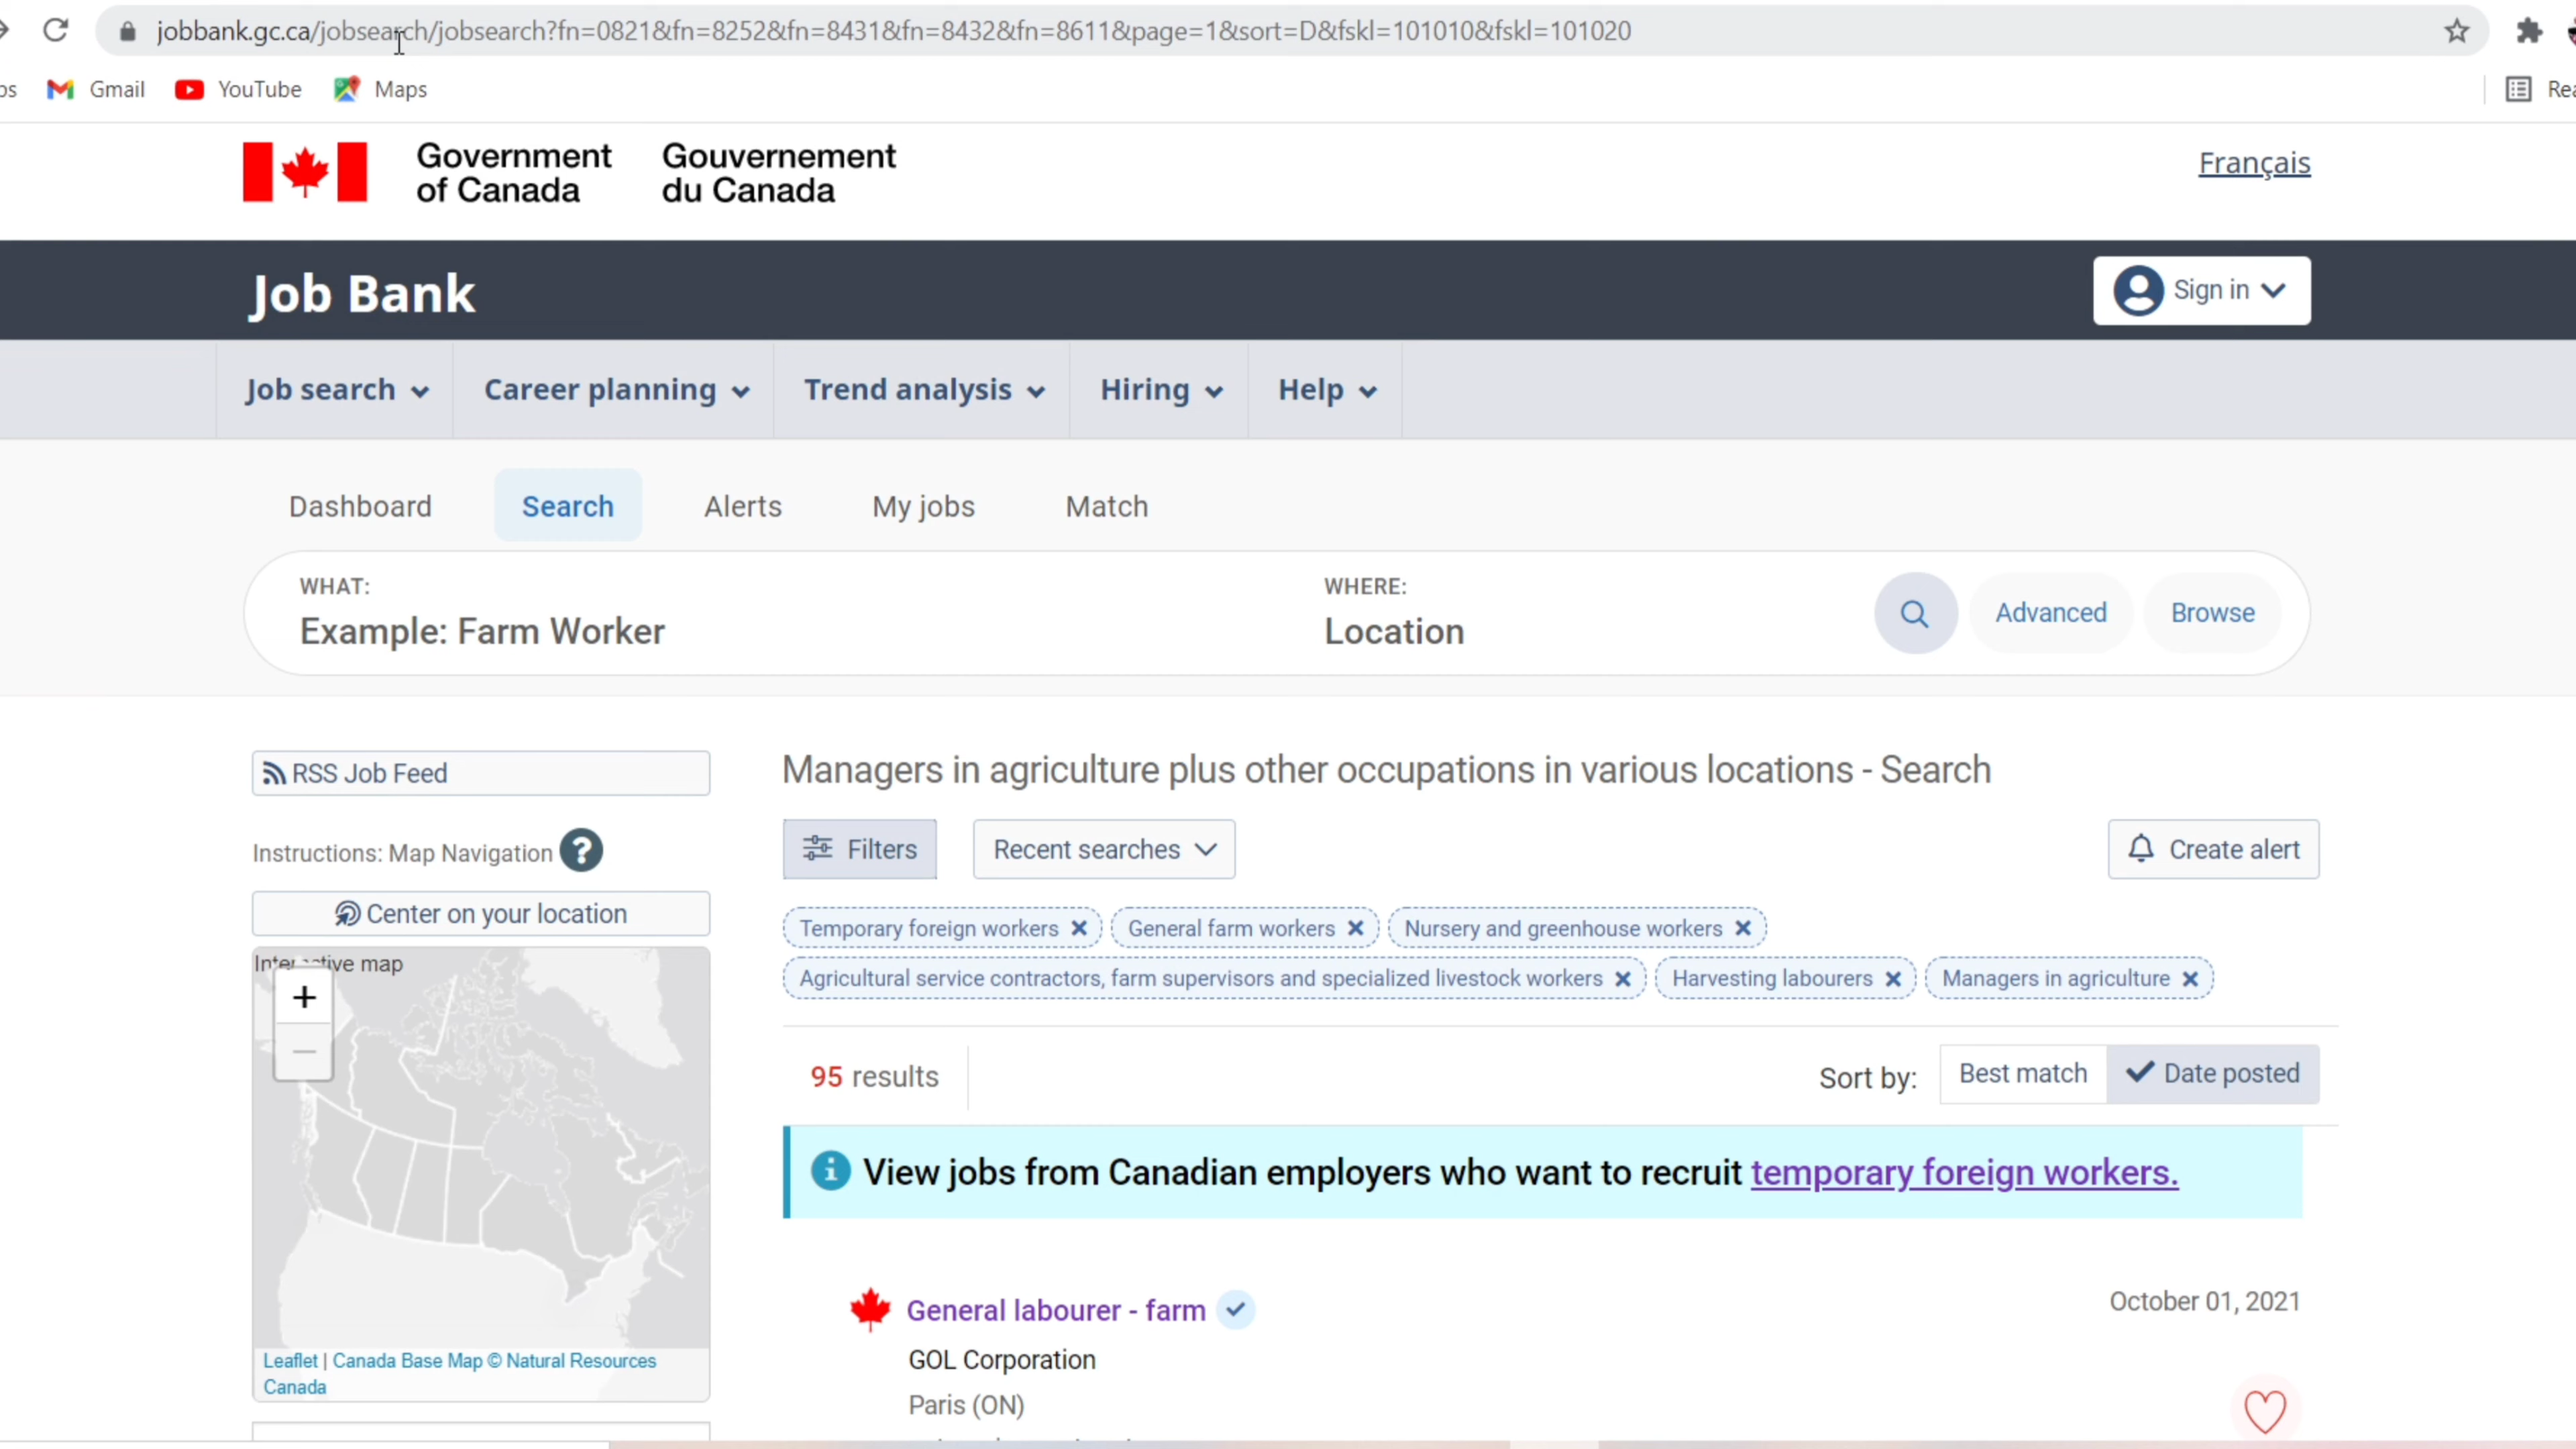 jobbank.gc.ca/jobsearch/jobsearch?fn=0821&fn=8252&fn=8431&fn=8432&fn=8611&page=1&sort=D&fskl=101010&fskl=101020
Gmail YouTube Maps
Government of Canada
Gouvernement du Canada
Français
Job Bank
Sign in
Job search Career planning Trend analysis Hiring Help
Dashboard Search Alerts My jobs Match
WHAT:
Example: Farm Worker
WHERE:
Location
Advanced Browse
RSS Job Feed
Instructions: Map Navigation ?
Center on your location
Interactive map
+
−
Leaflet | Canada Base Map © Natural Resources
Canada
Managers in agriculture plus other occupations in various locations - Search
Filters Recent searches Create alert
Temporary foreign workers × General farm workers × Nursery and greenhouse workers ×
Agricultural service contractors, farm supervisors and specialized livestock workers × Harvesting labourers × Managers in agriculture ×
95 results
Sort by: Best match Date posted
View jobs from Canadian employers who want to recruit temporary foreign workers.
General labourer - farm
October 01, 2021
GOL Corporation
Paris (ON)